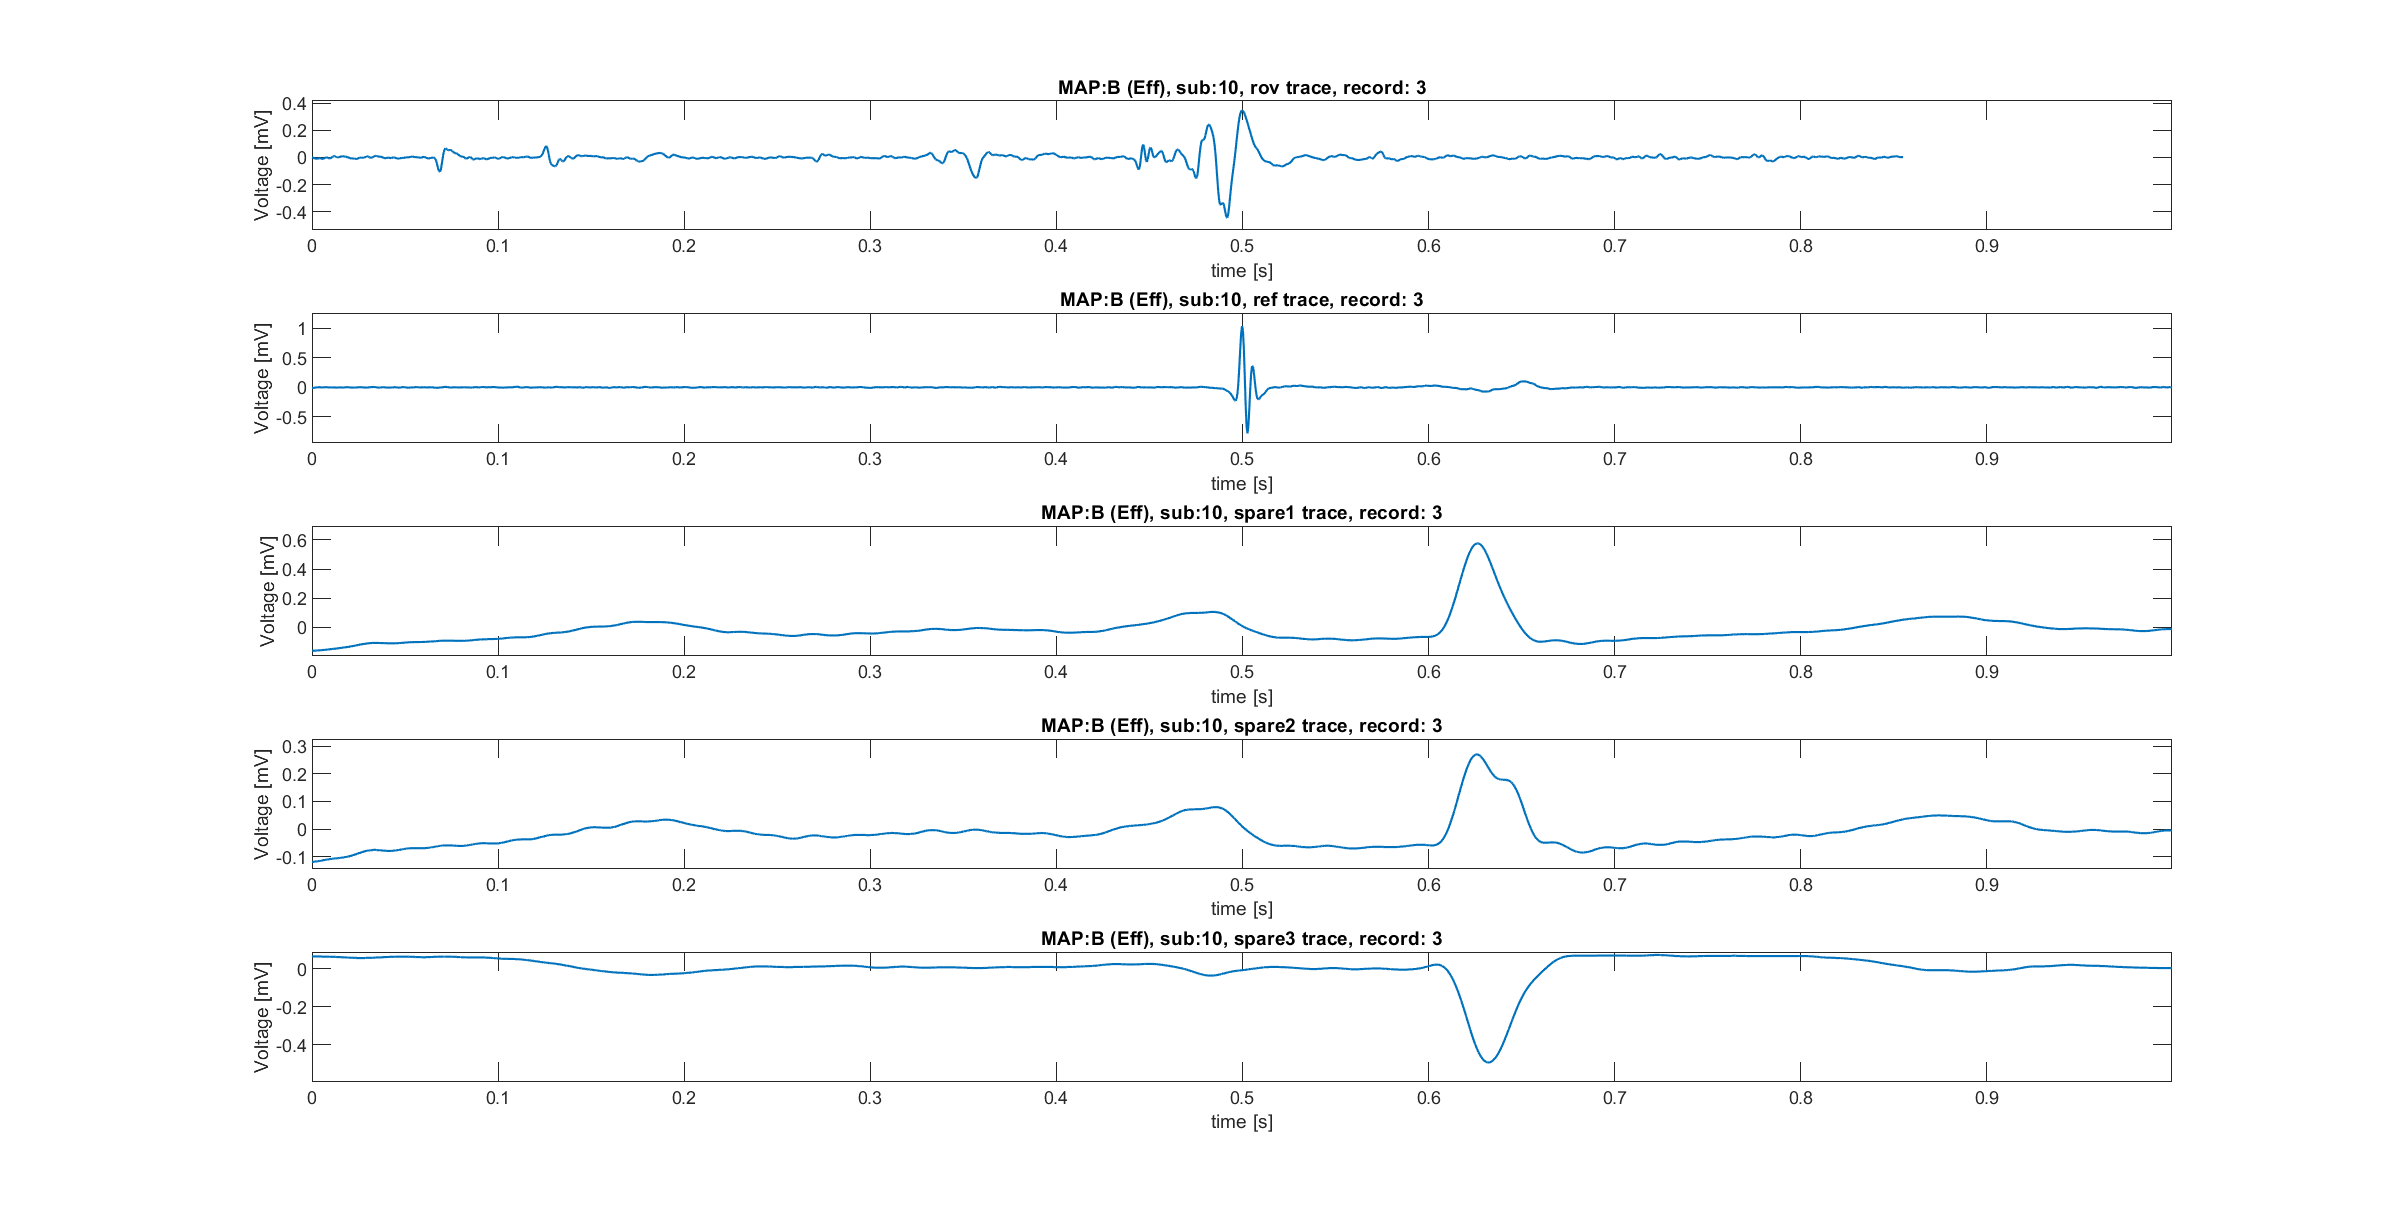 MAP:B (Eff), sub:10, rov trace, record: 3
Voltage [mV]
0.4
0.2
0
-0.2
-0.4
0 0.1 0.2 0.3 0.4 0.5 0.6 0.7 0.8 0.9
time [s]
MAP:B (Eff), sub:10, ref trace, record: 3
Voltage [mV]
1
0.5
0
-0.5
0 0.1 0.2 0.3 0.4 0.5 0.6 0.7 0.8 0.9
time [s]
MAP:B (Eff), sub:10, spare1 trace, record: 3
Voltage [mV]
0.6
0.4
0.2
0
0 0.1 0.2 0.3 0.4 0.5 0.6 0.7 0.8 0.9
time [s]
MAP:B (Eff), sub:10, spare2 trace, record: 3
Voltage [mV]
0.3
0.2
0.1
0
-0.1
0 0.1 0.2 0.3 0.4 0.5 0.6 0.7 0.8 0.9
time [s]
MAP:B (Eff), sub:10, spare3 trace, record: 3
Voltage [mV]
0
-0.2
-0.4
0 0.1 0.2 0.3 0.4 0.5 0.6 0.7 0.8 0.9
time [s]